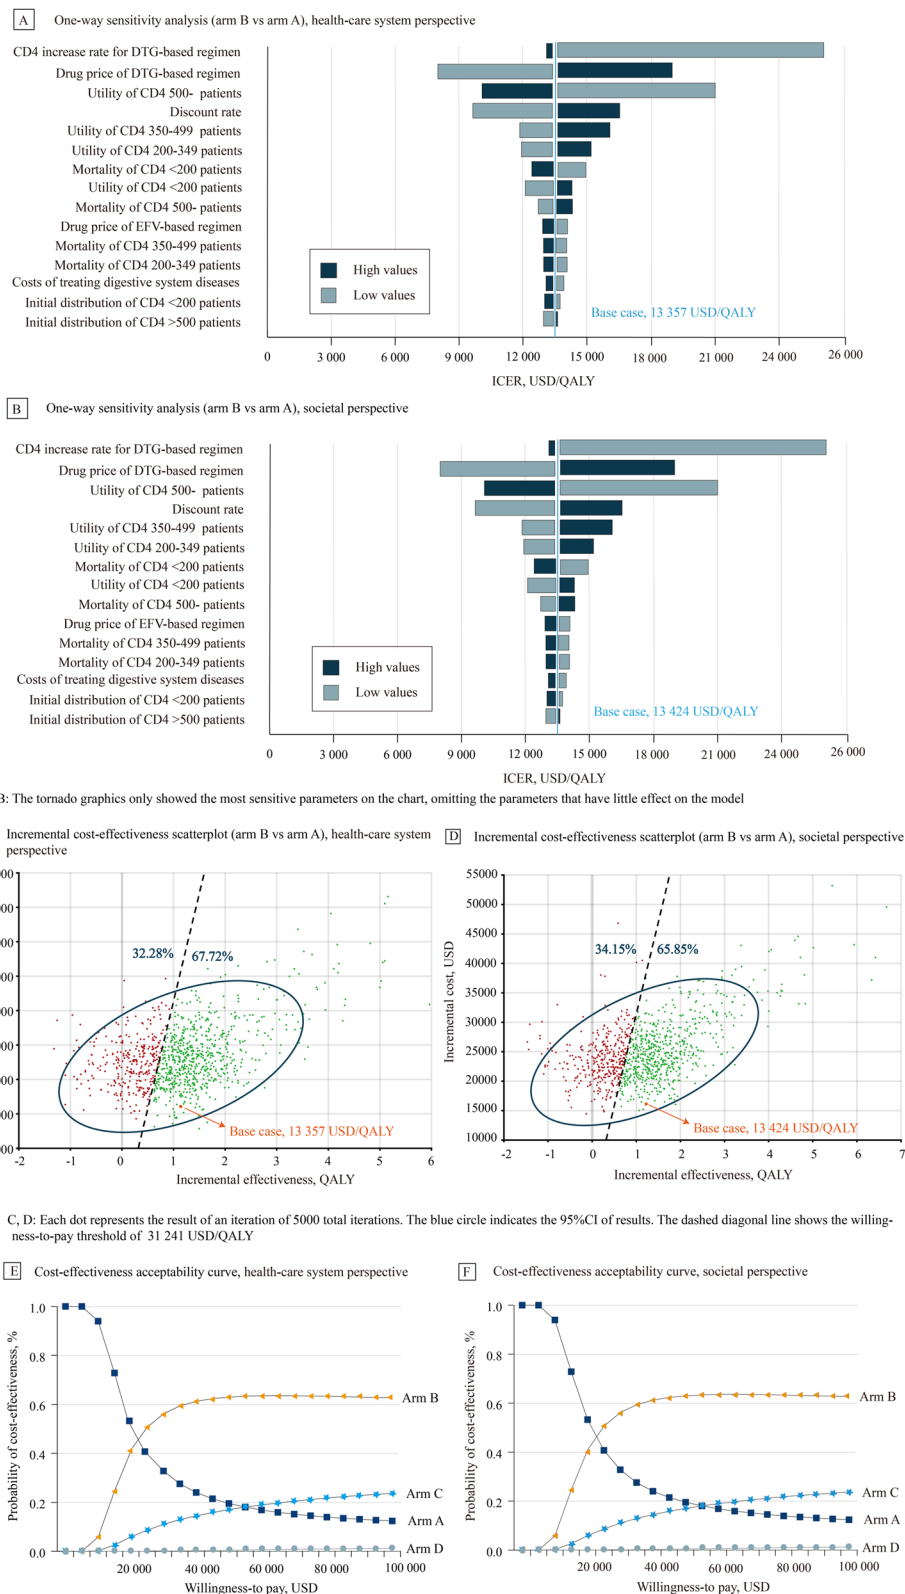 A One-way sensitivity analysis (arm B vs arm A), health-care system perspective
CD4 increase rate for DTG-based regimen
Drug price of DTG-based regimen
Utility of CD4 500- patients
Discount rate
Utility of CD4 350-499 patients
Utility of CD4 200-349 patients
Mortality of CD4 <200 patients
Utility of CD4 <200 patients
Mortality of CD4 500- patients
Drug price of EFV-based regimen
Mortality of CD4 350-499 patients
Mortality of CD4 200-349 patients
Costs of treating digestive system diseases
Initial distribution of CD4 <200 patients
Initial distribution of CD4 >500 patients
High values
Low values
Base case, 13 357 USD/QALY
0 3 000 6 000 9 000 12 000 15 000 18 000 21 000 24 000 26 000
ICER, USD/QALY
B One-way sensitivity analysis (arm B vs arm A), societal perspective
CD4 increase rate for DTG-based regimen
Drug price of DTG-based regimen
Utility of CD4 500- patients
Discount rate
Utility of CD4 350-499 patients
Utility of CD4 200-349 patients
Mortality of CD4 <200 patients
Utility of CD4 <200 patients
Mortality of CD4 500- patients
Drug price of EFV-based regimen
Mortality of CD4 350-499 patients
Mortality of CD4 200-349 patients
Costs of treating digestive system diseases
Initial distribution of CD4 <200 patients
Initial distribution of CD4 >500 patients
High values
Low values
Base case, 13 424 USD/QALY
0 3 000 6 000 9 000 12 000 15 000 18 000 21 000 24 000 26 000
ICER, USD/QALY
B: The tornado graphics only showed the most sensitive parameters on the chart, omitting the parameters that have little effect on the model
Incremental cost-effectiveness scatterplot (arm B vs arm A), health-care system
perspective
32.28% 67.72%
Base case, 13 357 USD/QALY
-2 -1 0 1 2 3 4 5 6
Incremental effectiveness, QALY
D Incremental cost-effectiveness scatterplot (arm B vs arm A), societal perspective
Incremental cost, USD
55000
50000
45000
40000
35000
30000
25000
20000
15000
10000
34.15% 65.85%
Base case, 13 424 USD/QALY
-2 -1 0 1 2 3 4 5 6 7
Incremental effectiveness, QALY
C, D: Each dot represents the result of an iteration of 5000 total iterations. The blue circle indicates the 95%CI of results. The dashed diagonal line shows the willing-
ness-to-pay threshold of 31 241 USD/QALY
E Cost-effectiveness acceptability curve, health-care system perspective
Probability of cost-effectiveness, %
1.0
0.8
0.6
0.4
0.2
0.0
Arm B
Arm C
Arm A
Arm D
20 000 40 000 60 000 80 000 100 000
Willingness-to pay, USD
F Cost-effectiveness acceptability curve, societal perspective
Probability of cost-effectiveness, %
1.0
0.8
0.6
0.4
0.2
0.0
Arm B
Arm C
Arm A
Arm D
20 000 40 000 60 000 80 000 100 000
Willingness-to pay, USD